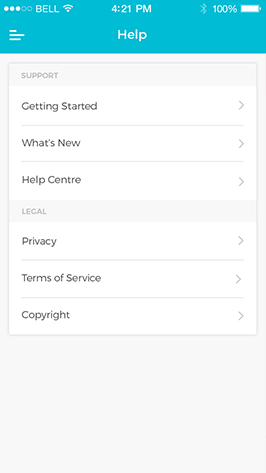 BELL 4:21 PM 100%
Help
SUPPORT
Getting Started
What's New
Help Centre
LEGAL
Privacy
Terms of Service
Copyright